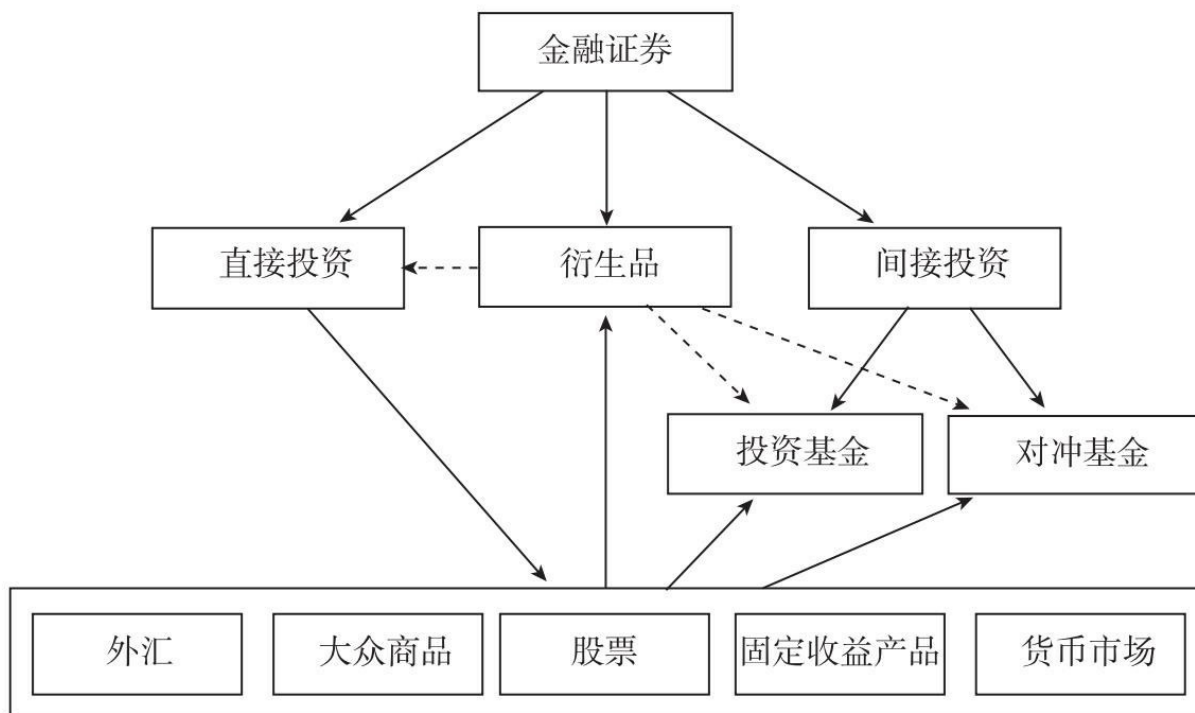 金融证券
直接投资
衍生品
间接投资
投资基金
对冲基金
外汇
大众商品
股票
固定收益产品
货币市场